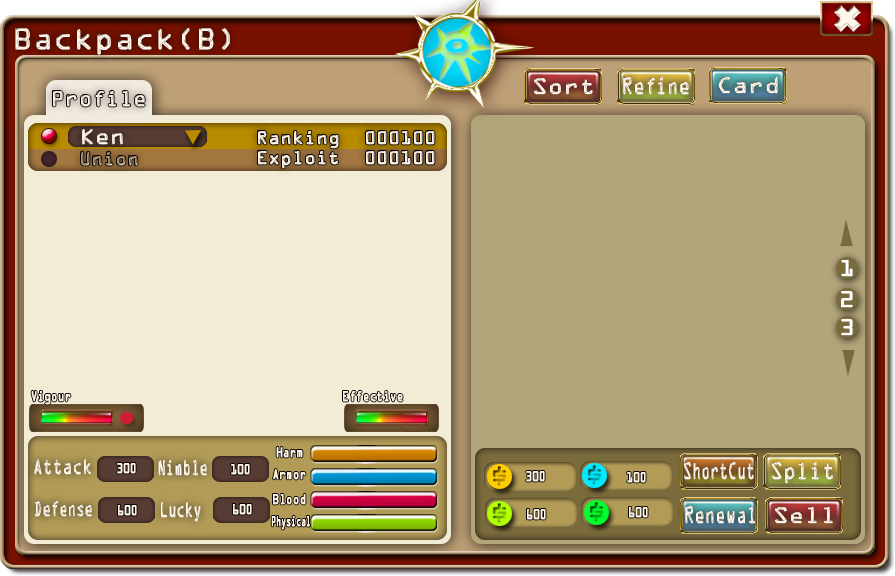 Backpack(B)
Sort Refine Card
Profile
Ken Ranking 000100
Union Exploit 000100
1
2
3
Vigour Effective
Attack 300 Nimble 100
Defense 600 Lucky 600
Harm
Armor
Blood
Physical
300 100 ShortCut Split
600 600 Renewal Sell